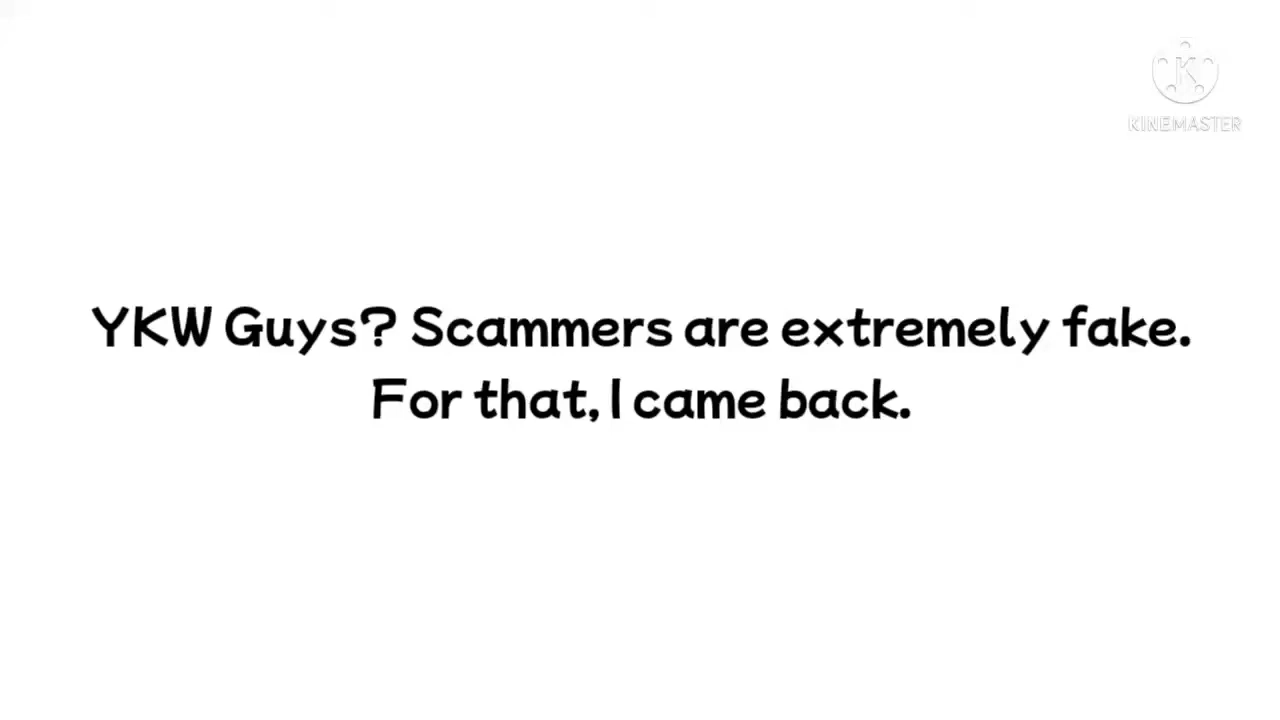 KINEMASTER
YKW Guys? Scammers are extremely fake.
For that, I came back.